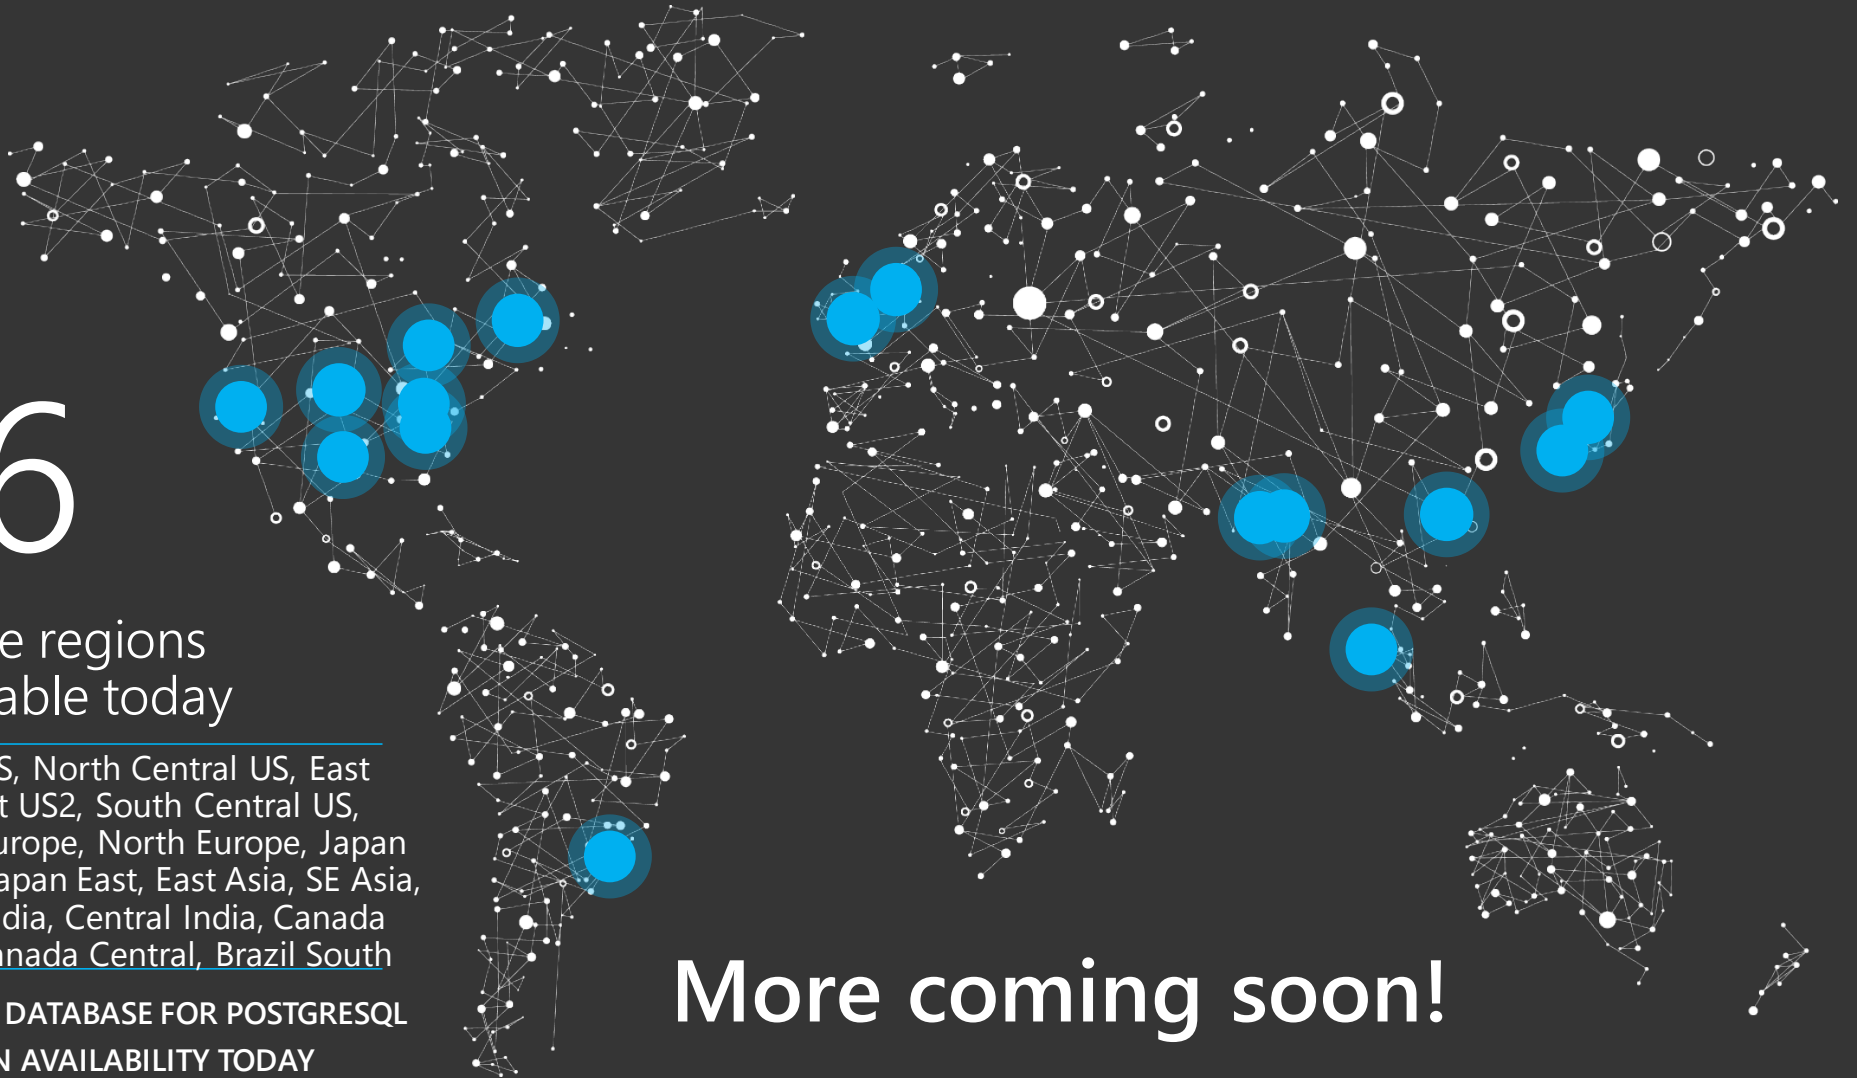 6
e regions
able today
S, North Central US, East
t US2, South Central US,
urope, North Europe, Japan
apan East, East Asia, SE Asia,
dia, Central India, Canada
nada Central, Brazil South
DATABASE FOR POSTGRESQL
N AVAILABILITY TODAY
More coming soon!